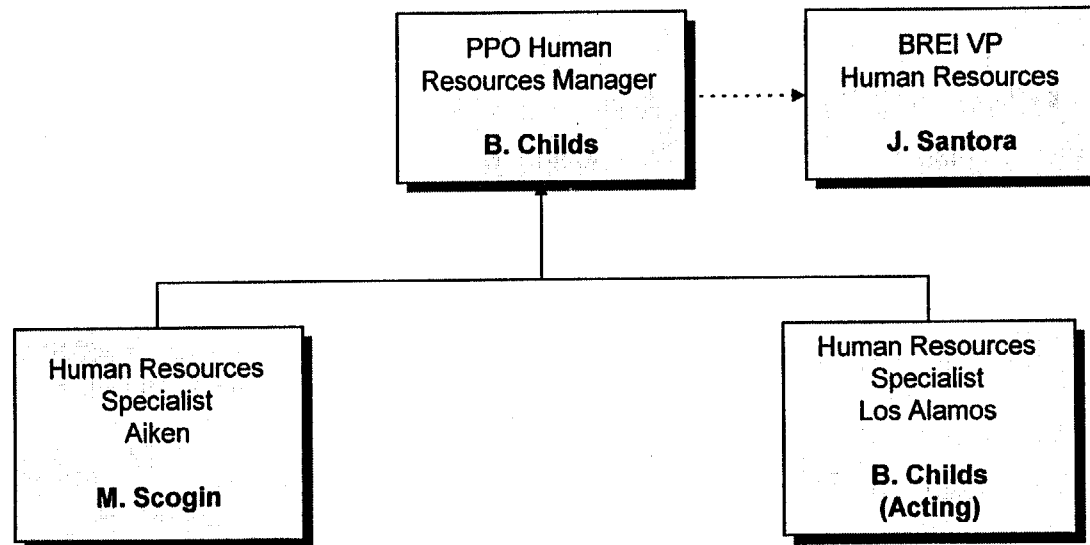 PPO Human
Resources Manager
B. Childs
BREI VP
Human Resources
J. Santora
Human Resources
Specialist
Aiken
M. Scogin
Human Resources
Specialist
Los Alamos
B. Childs
(Acting)